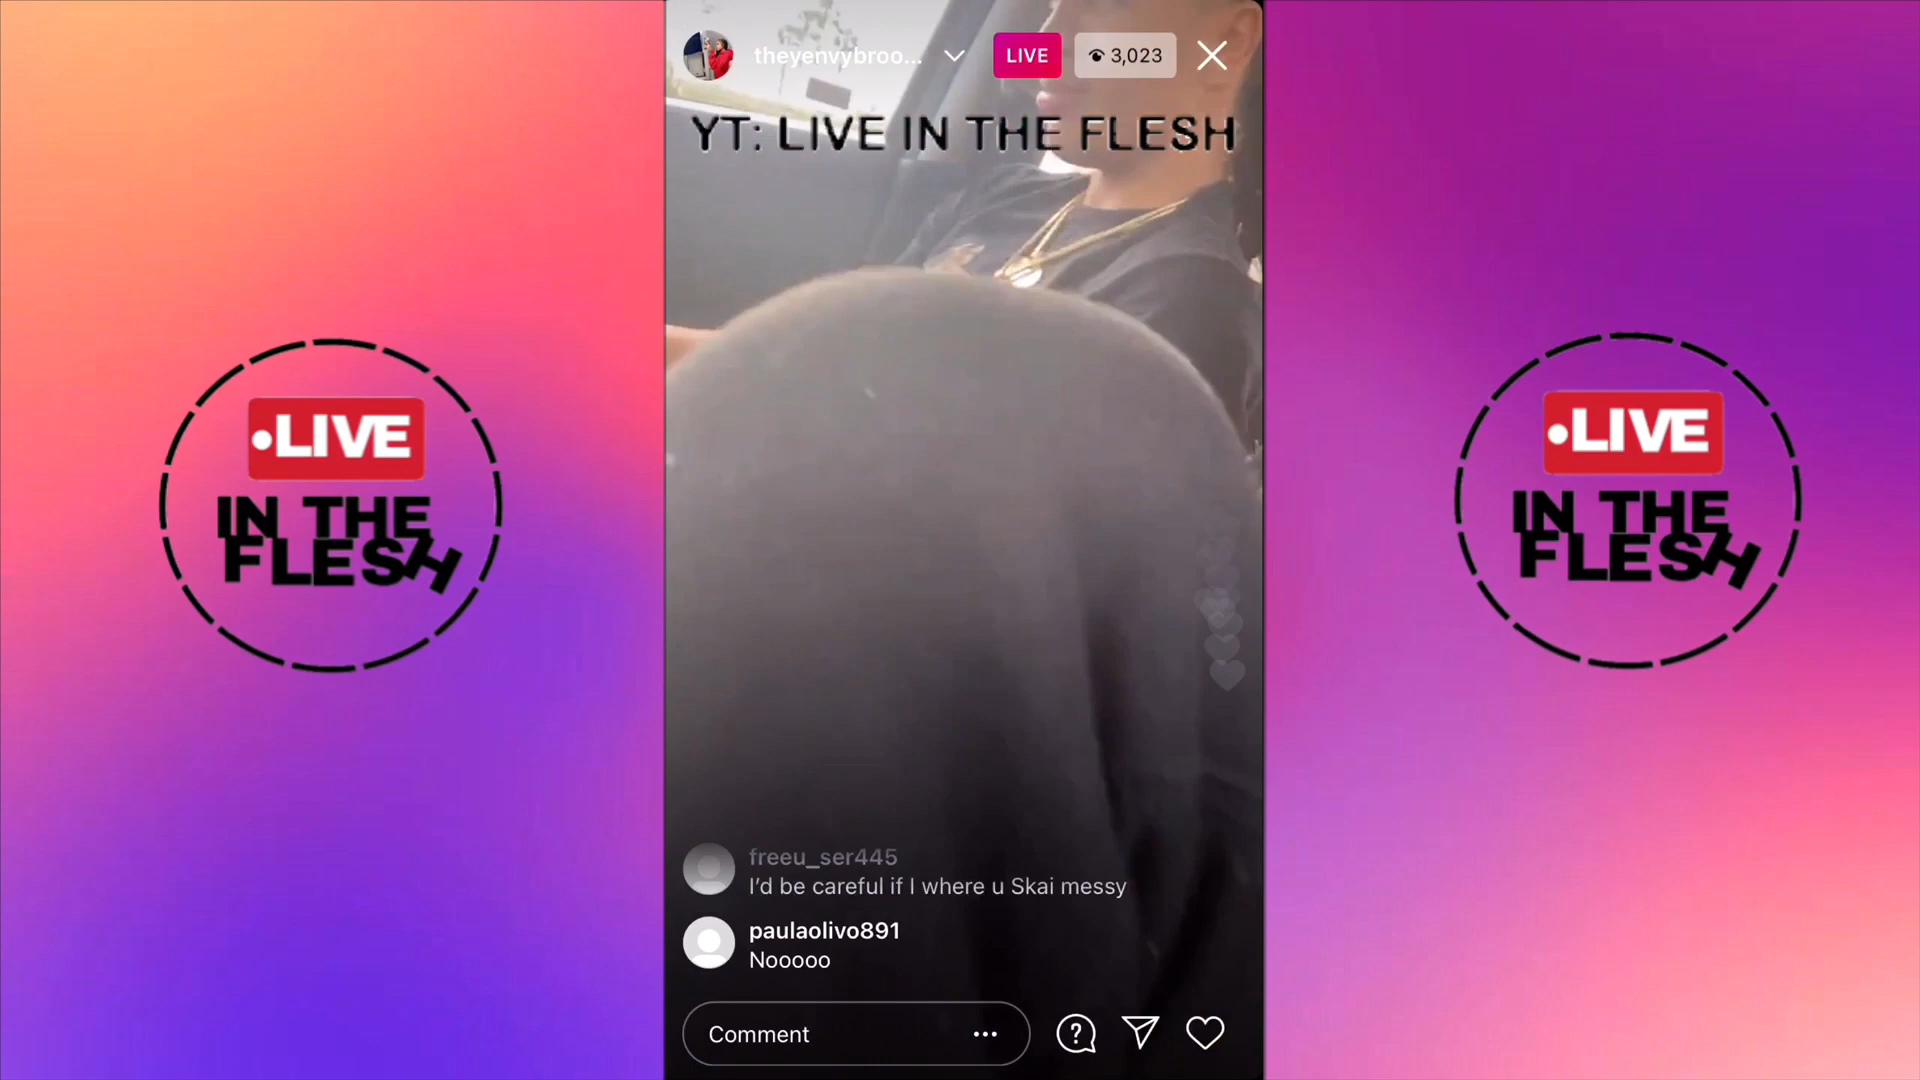 theyenvybroo...
LIVE
3,023
YT: LIVE IN THE FLESH
LIVE
IN THE
FLESH
LIVE
IN THE
FLESH
freeu_ser445
I'd be careful if I where u Skai messy
paulaolivo891
Nooooo
Comment